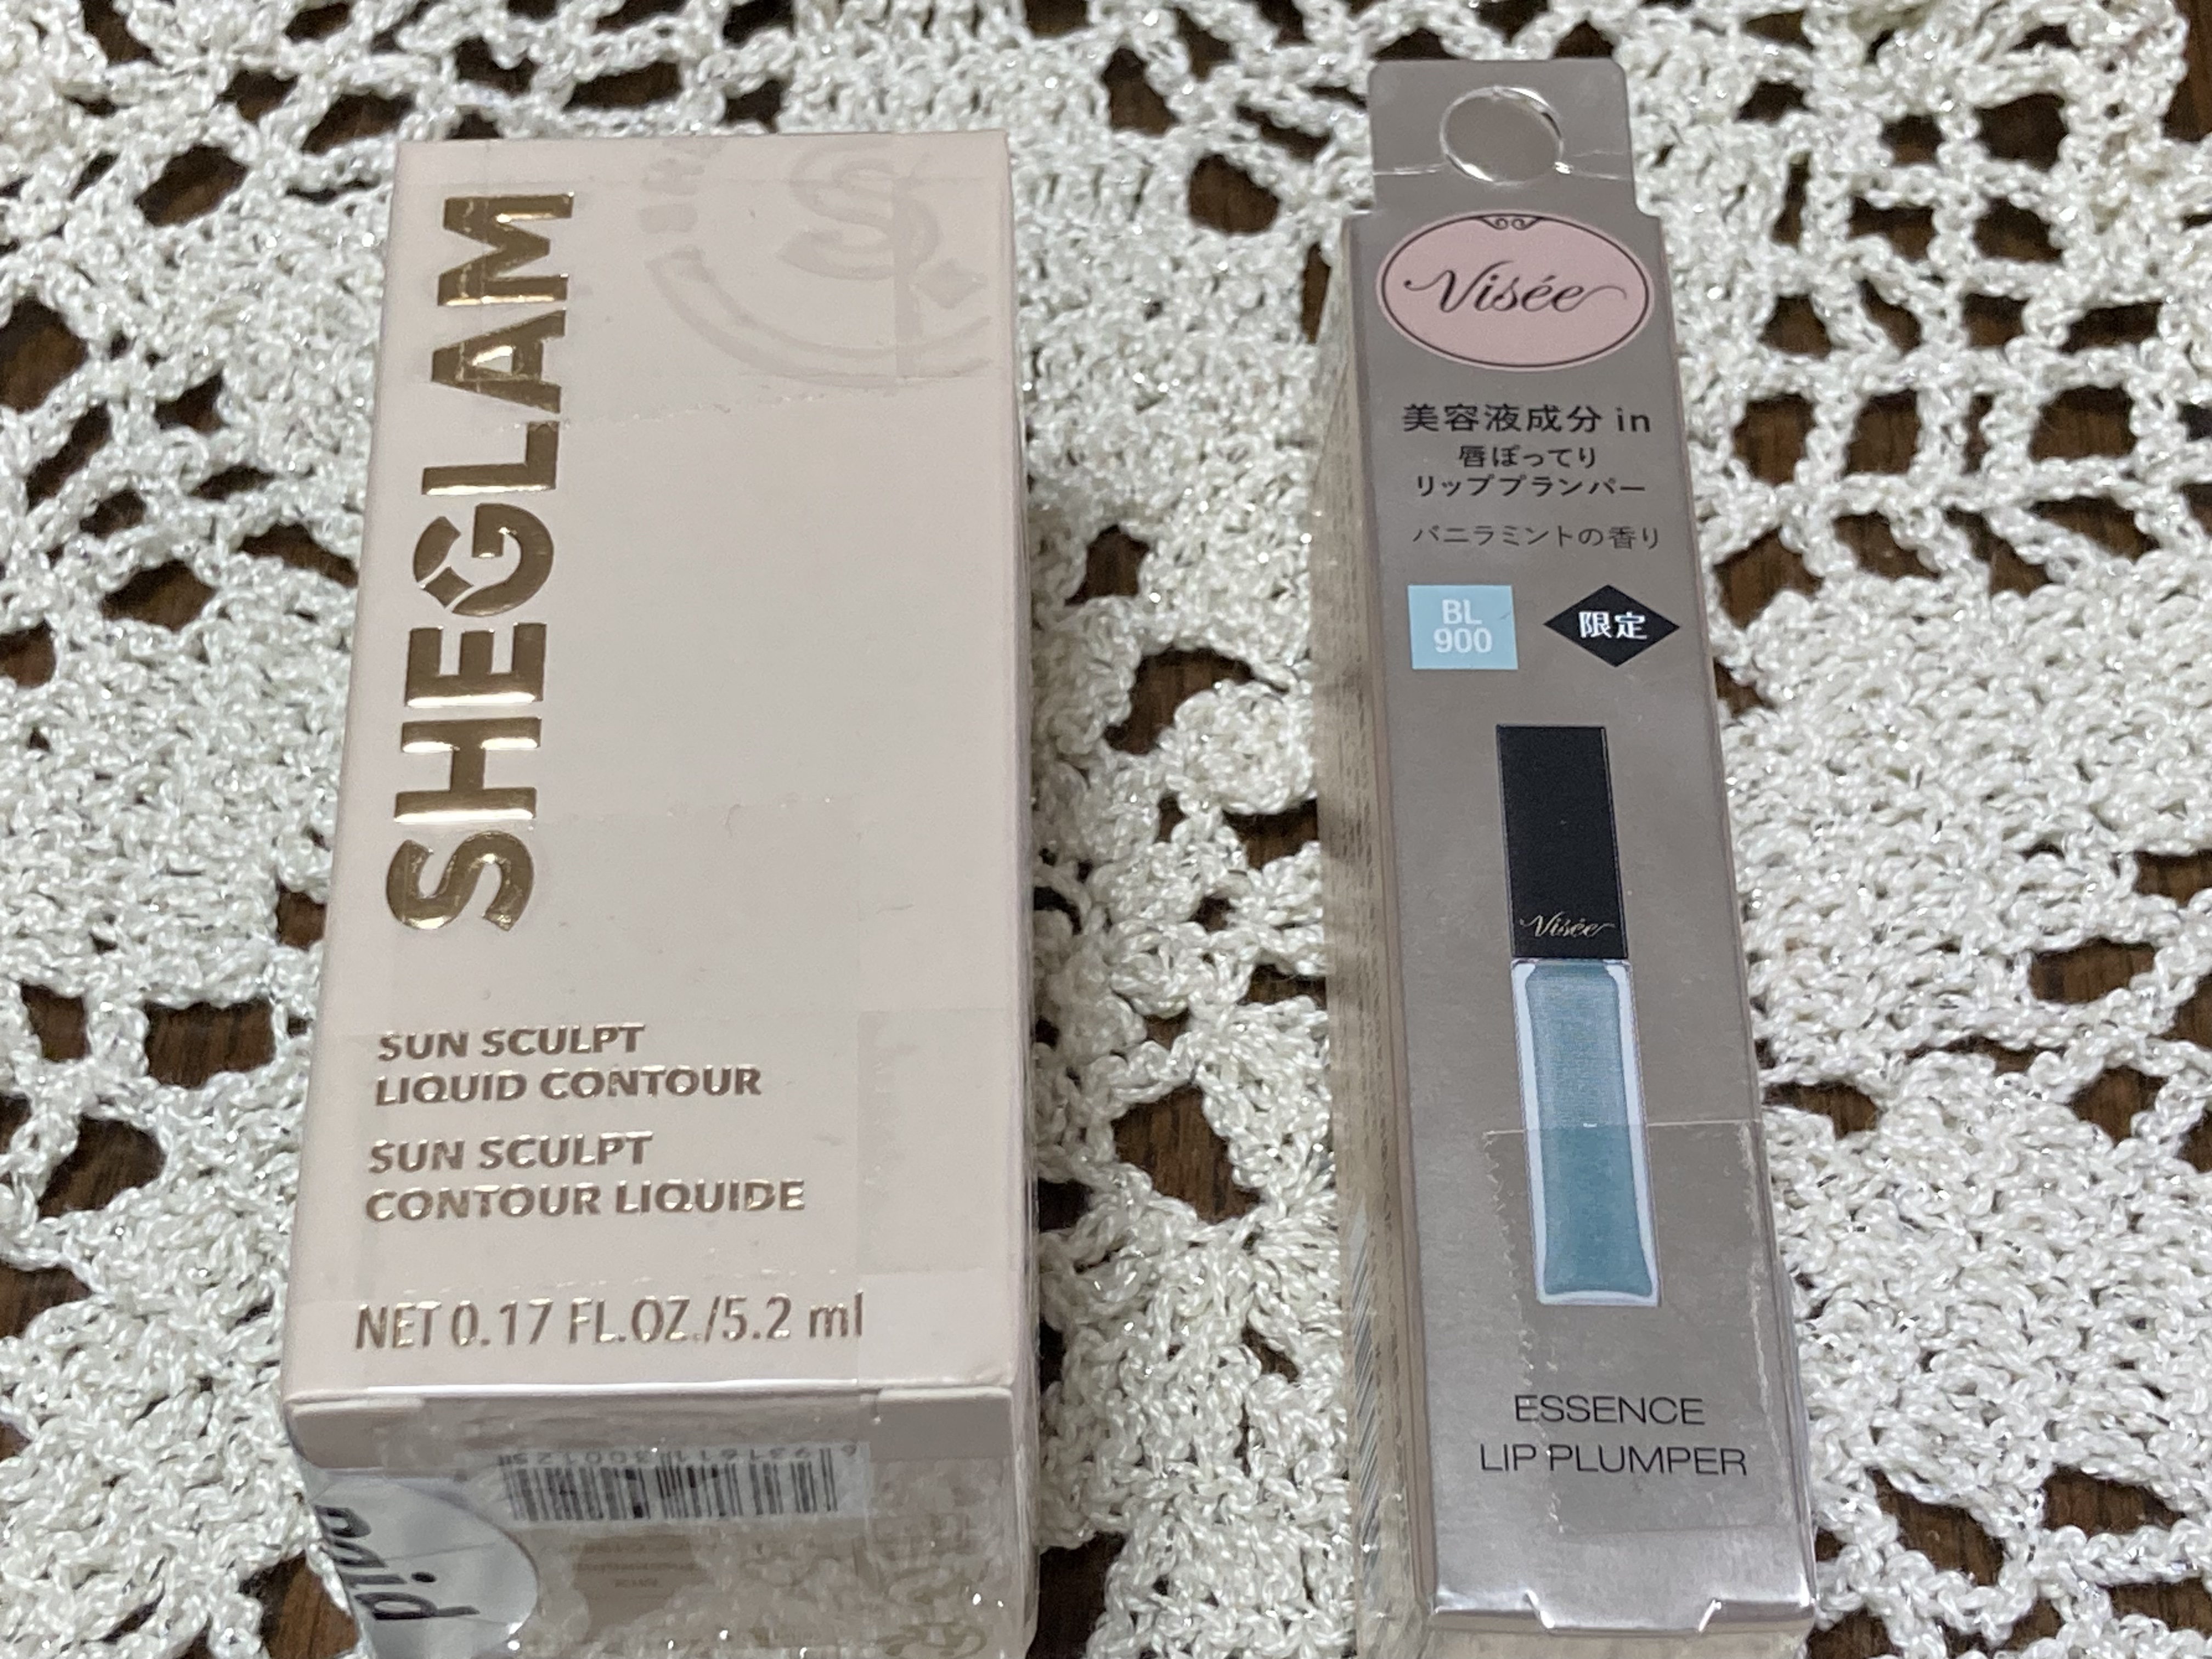 SHEGLAM
SUN SCULPT
LIQUID CONTOUR
SUN SCULPT
CONTOUR LIQUIDE
NET 0.17 FL.OZ./5.2 ml
Visée
美容液成分 in
唇ぽってり
リッププランパー
バニラミントの香り
BL
900
限定
Visée
ESSENCE
LIP PLUMPER